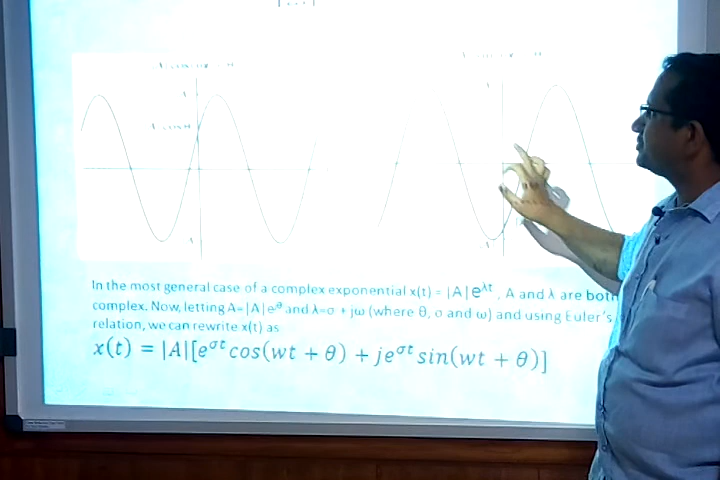 [...]
A
A
In the most general case of a complex exponential x(t) = |A|e^λt , A and λ are both
complex. Now, letting A=|A|e^jθ and λ=σ + jω (where θ, σ and ω) and using Euler's
relation, we can rewrite x(t) as
x(t) = |A|[e^σt cos(wt + θ) + je^σt sin(wt + θ)]